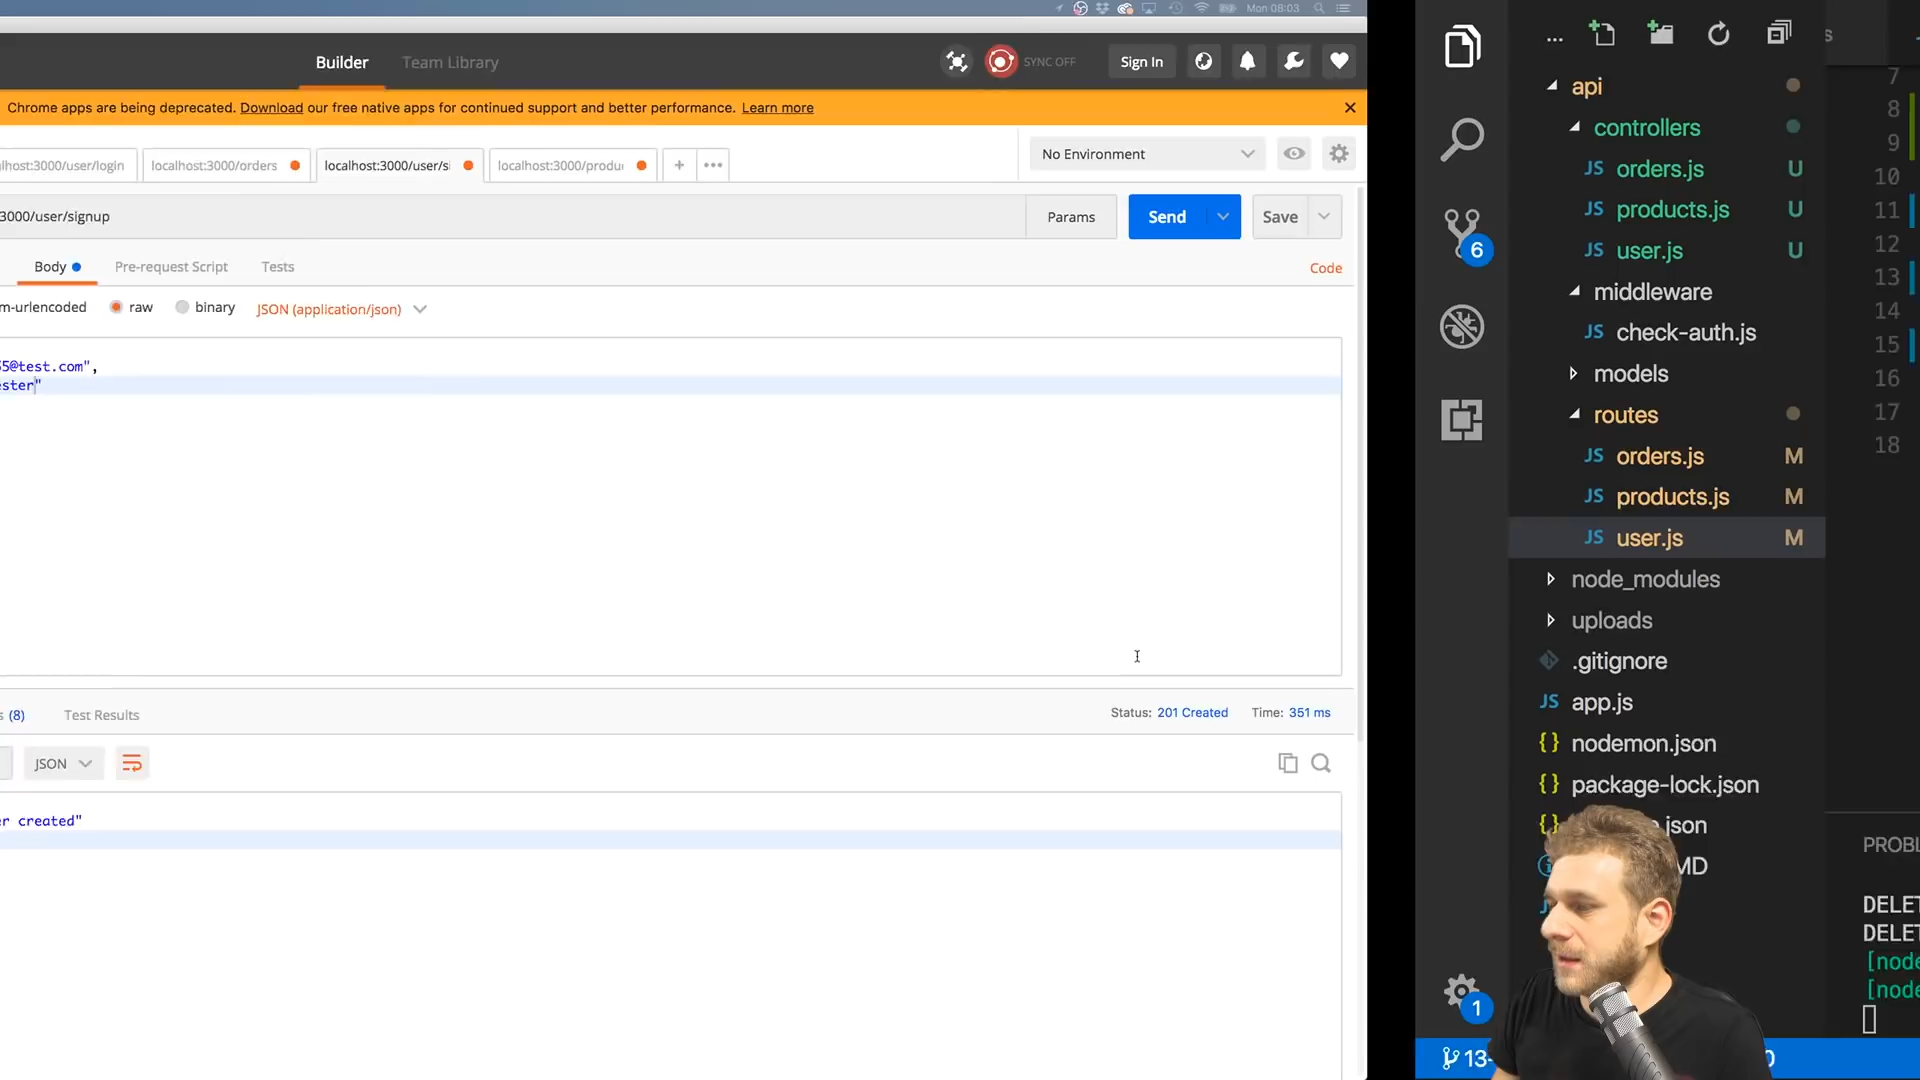 Mon 08:03
Builder
Team Library
SYNC OFF
Sign In
Chrome apps are being deprecated. Download our free native apps for continued support and better performance. Learn more
lhost:3000/user/login
localhost:3000/orders
localhost:3000/user/si
localhost:3000/produ
No Environment
3000/user/signup
Params
Send
Save
Body
Pre-request Script
Tests
Code
m-urlencoded
raw
binary
JSON (application/json)
5@test.com",
ester"
s (8)
Test Results
Status: 201 Created
Time: 351 ms
JSON
er created"
6
1
13-
0
api
controllers
JS orders.js U
JS products.js U
JS user.js U
middleware
JS check-auth.js
models
routes
JS orders.js M
JS products.js M
JS user.js M
node_modules
uploads
.gitignore
JS app.js
{} nodemon.json
{} package-lock.json
json
MD
s
7
8
9
10
11
12
13
14
15
16
17
18
PROBL
DELET
DELET
[node
[node